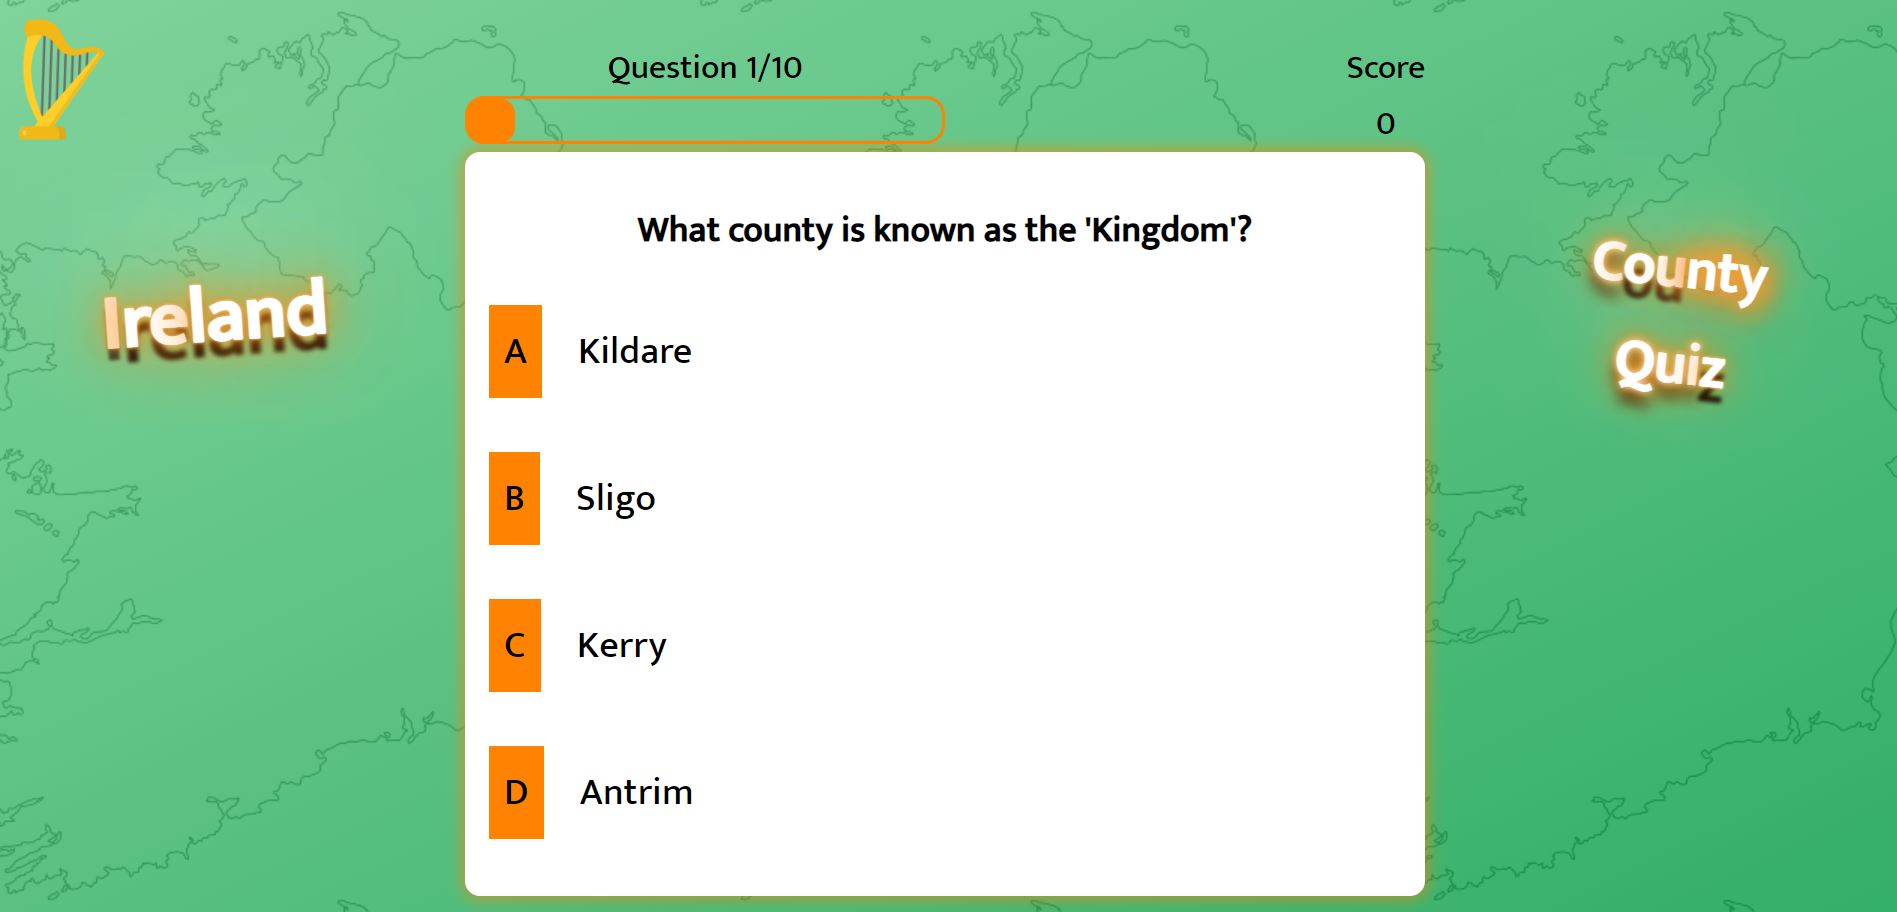 Question 1/10
Score
0
Ireland
County
Quiz
What county is known as the 'Kingdom'?
A Kildare
B Sligo
C Kerry
D Antrim